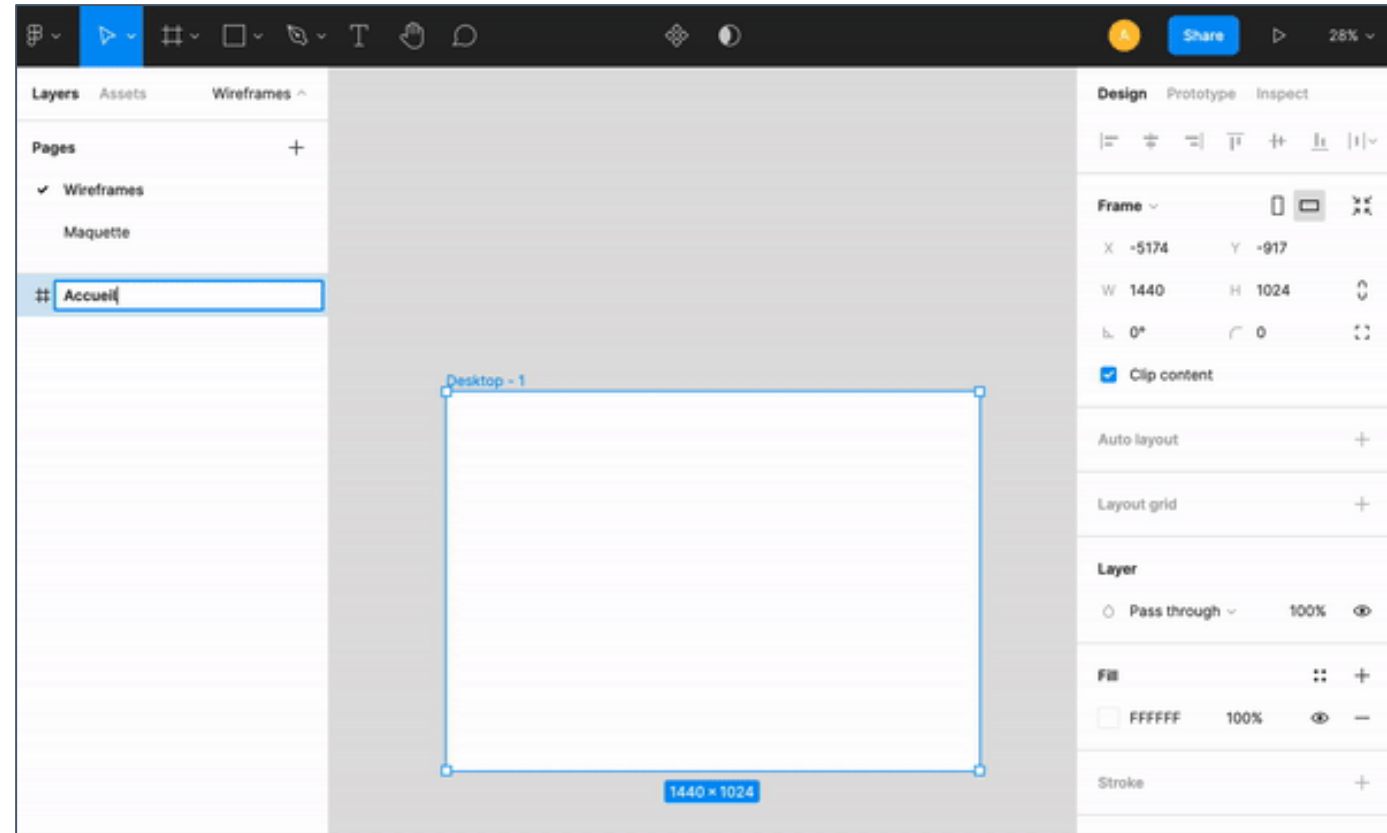 A Share 28%
Layers Assets Wireframes
Pages
Wireframes
Maquette
Accueil
Desktop - 1
1440 × 1024
Design Prototype Inspect
Frame
X -5174 Y -917
W 1440 H 1024
0° 0
Clip content
Auto layout
Layout grid
Layer
Pass through 100%
Fill
FFFFFF 100%
Stroke